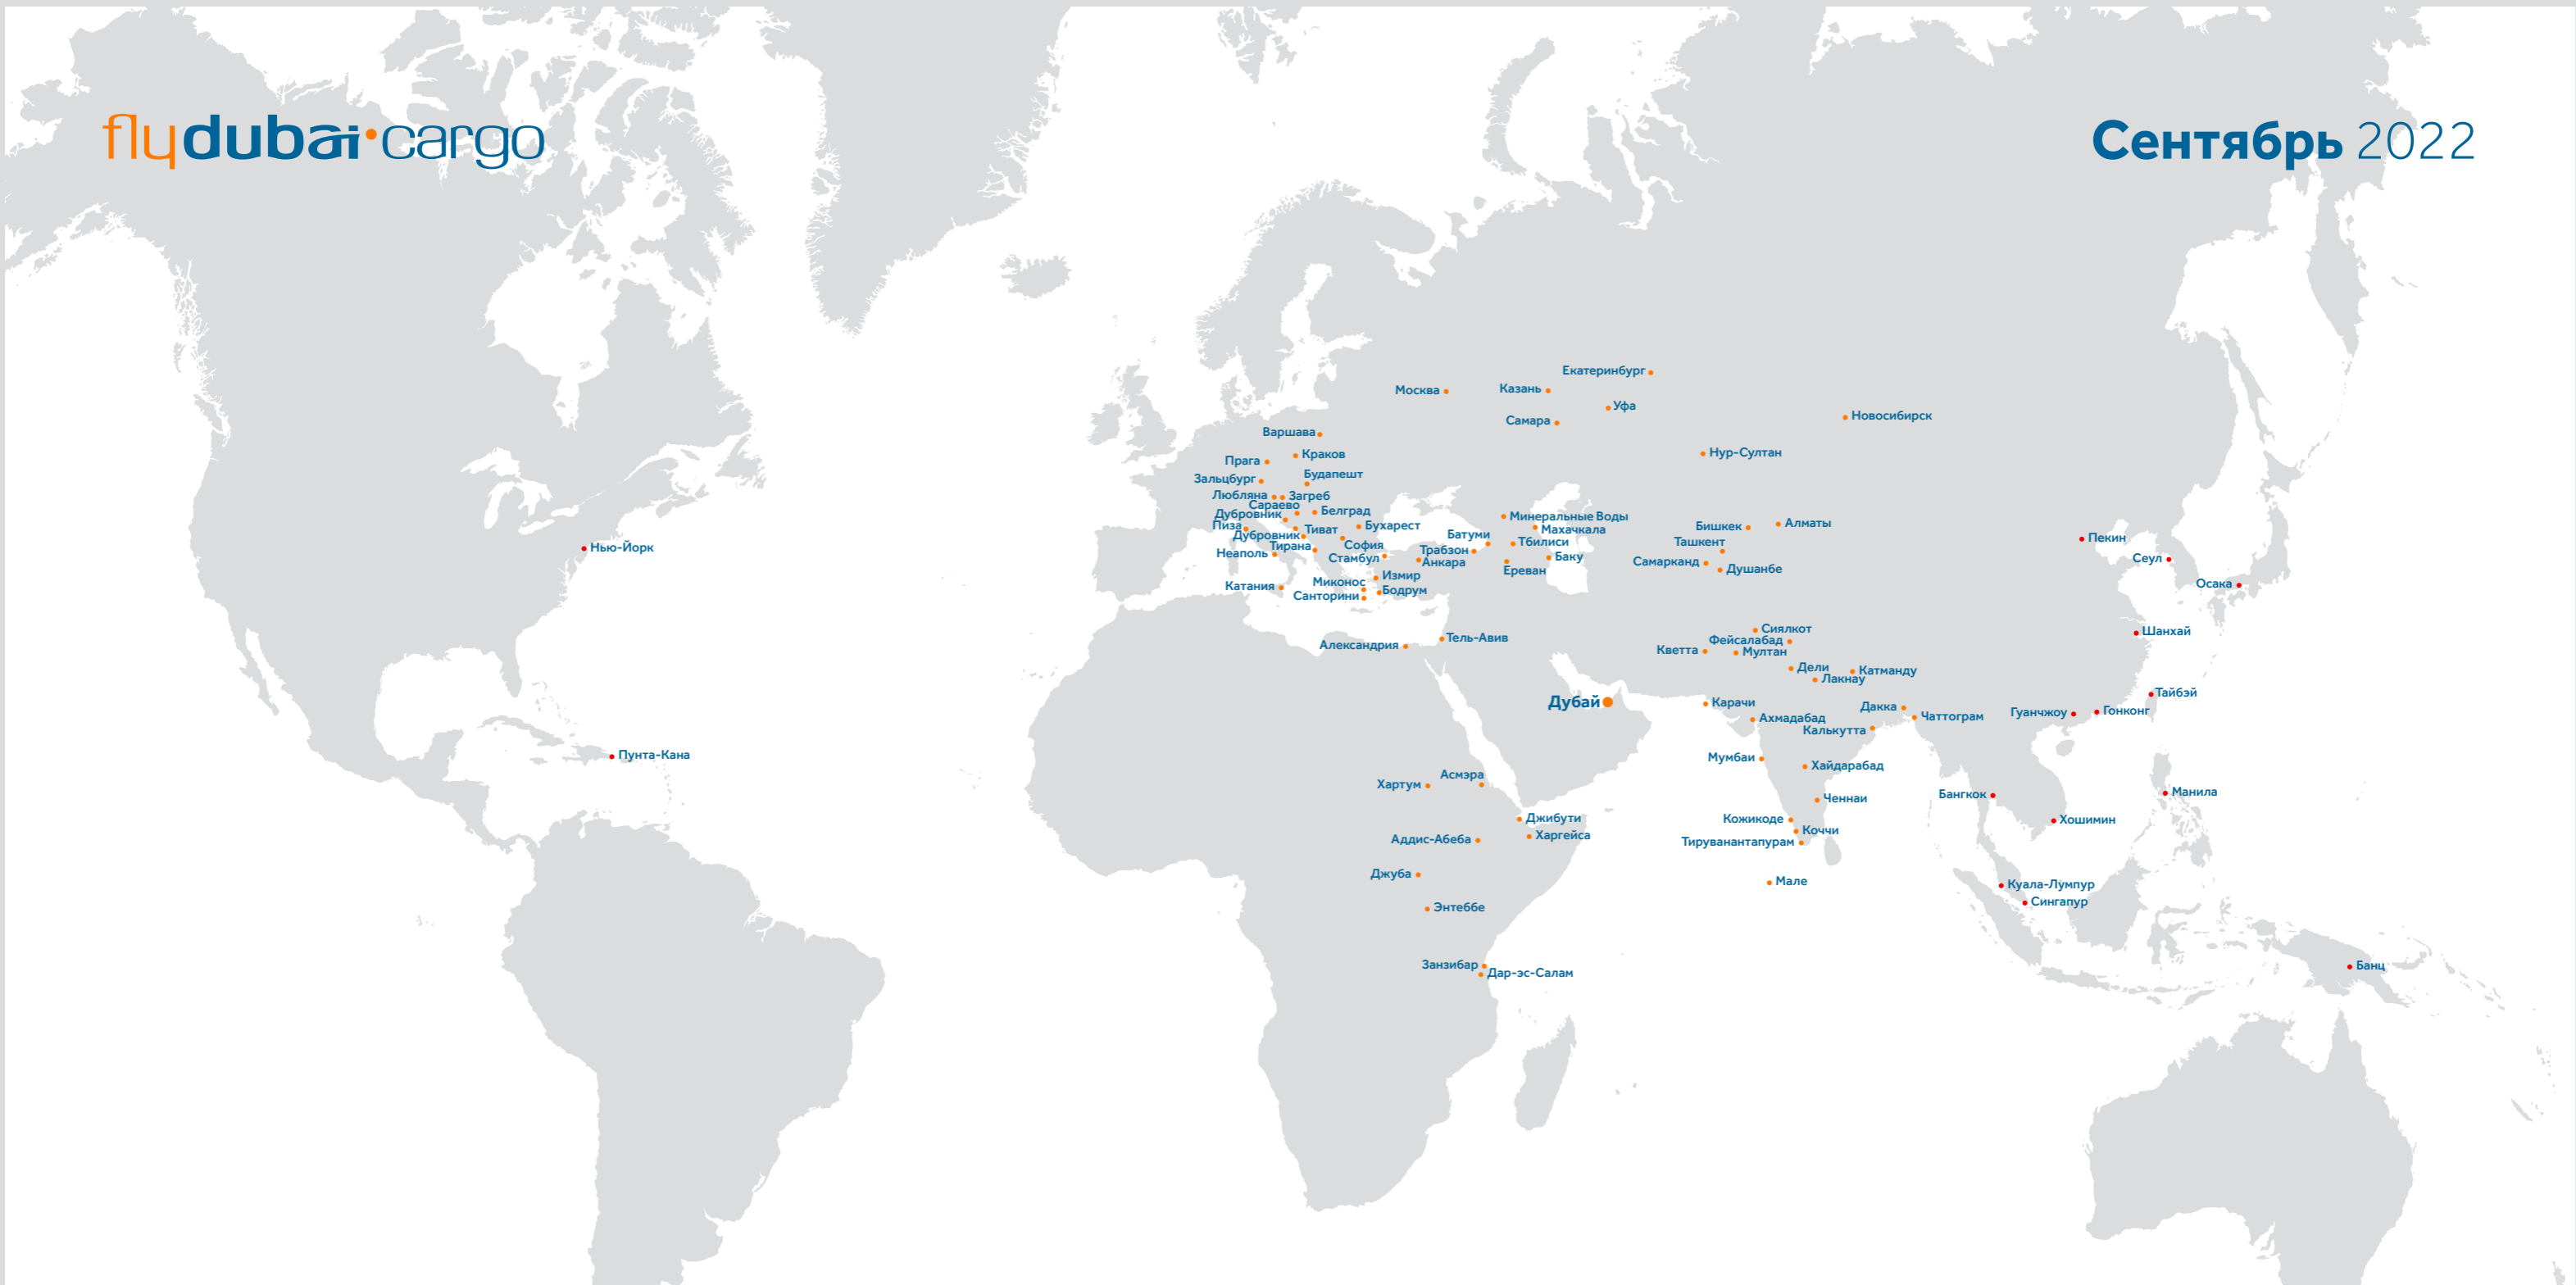 flydubai•cargo
Сентябрь 2022
Екатеринбург
Москва
Казань
Уфа
Самара
Новосибирск
Варшава
Краков
Нур-Султан
Прага
Будапешт
Зальцбург
Любляна
Загреб
Сараево
Белград
Дубровник
Пиза
Тиват
Бухарест
Дубровник
Тирана
София
Неаполь
Стамбул
Минеральные Воды
Махачкала
Батуми
Тбилиси
Трабзон
Анкара
Баку
Ереван
Бишкек
Алматы
Ташкент
Самарканд
Душанбе
Нью-Йорк
Пекин
Сеул
Осака
Измир
Миконос
Катания
Бодрум
Санторини
Сиялкот
Шанхай
Тель-Авив
Александрия
Фейсалабад
Кветта
Мултан
Дели
Катманду
Лакнау
Тайбэй
Дубай
Карачи
Дакка
Ахмадабад
Чаттограм
Калькутта
Гуанчжоу
Гонконг
Пунта-Кана
Мумбаи
Хайдарабад
Асмэра
Хартум
Манила
Бангкок
Ченнаи
Джибути
Кожикоде
Хошимин
Коччи
Харгейса
Аддис-Абеба
Тируванантапурам
Джуба
Мале
Куала-Лумпур
Сингапур
Энтеббе
Занзибар
Дар-эс-Салам
Банц